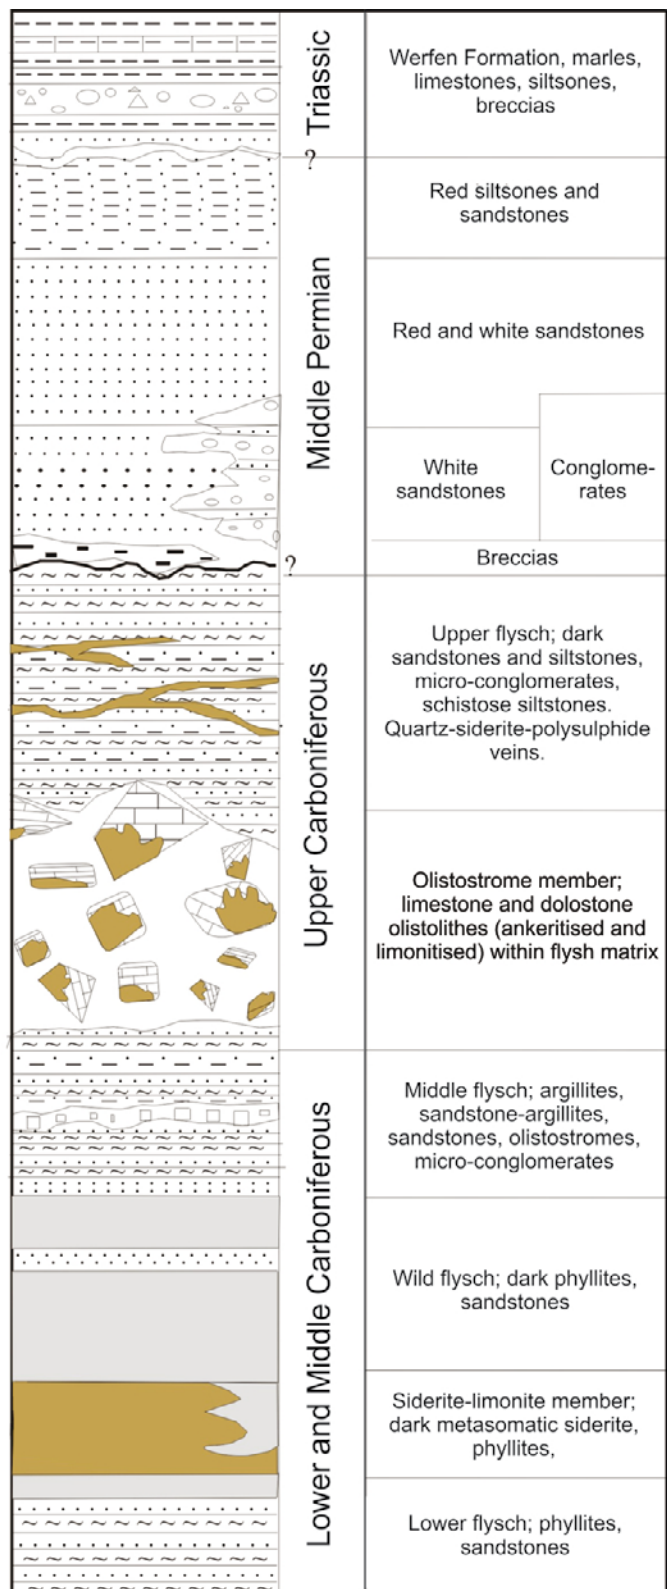 Triassic
Werfen Formation, marles,
limestones, siltsones,
breccias
?
Middle Permian
Red siltsones and
sandstones
Red and white sandstones
White
sandstones
Conglome-
rates
Breccias
?
Upper Carboniferous
Upper flysch; dark
sandstones and siltstones,
micro-conglomerates,
schistose siltstones.
Quartz-siderite-polysulphide
veins.
Olistostrome member;
limestone and dolostone
olistolithes (ankeritised and
limonitised) within flysh matrix
Lower and Middle Carboniferous
Middle flysch; argillites,
sandstone-argillites,
sandstones, olistostromes,
micro-conglomerates
Wild flysch; dark phyllites,
sandstones
Siderite-limonite member;
dark metasomatic siderite,
phyllites,
Lower flysch; phyllites,
sandstones